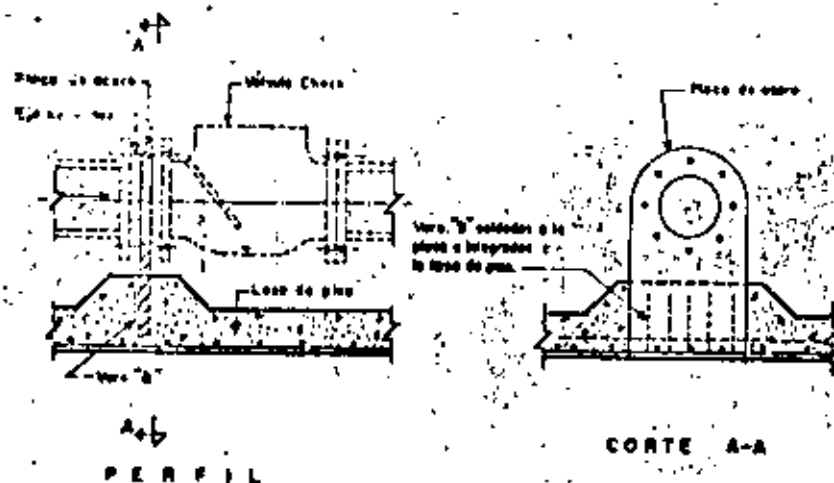 A
Placa de acero
Válvula Check
Placa de acero
Vars. "B" soldadas a la
placa e integradas a
la losa de piso.
Losa de piso
Vars. "B"
A
CORTE A-A
PERFIL